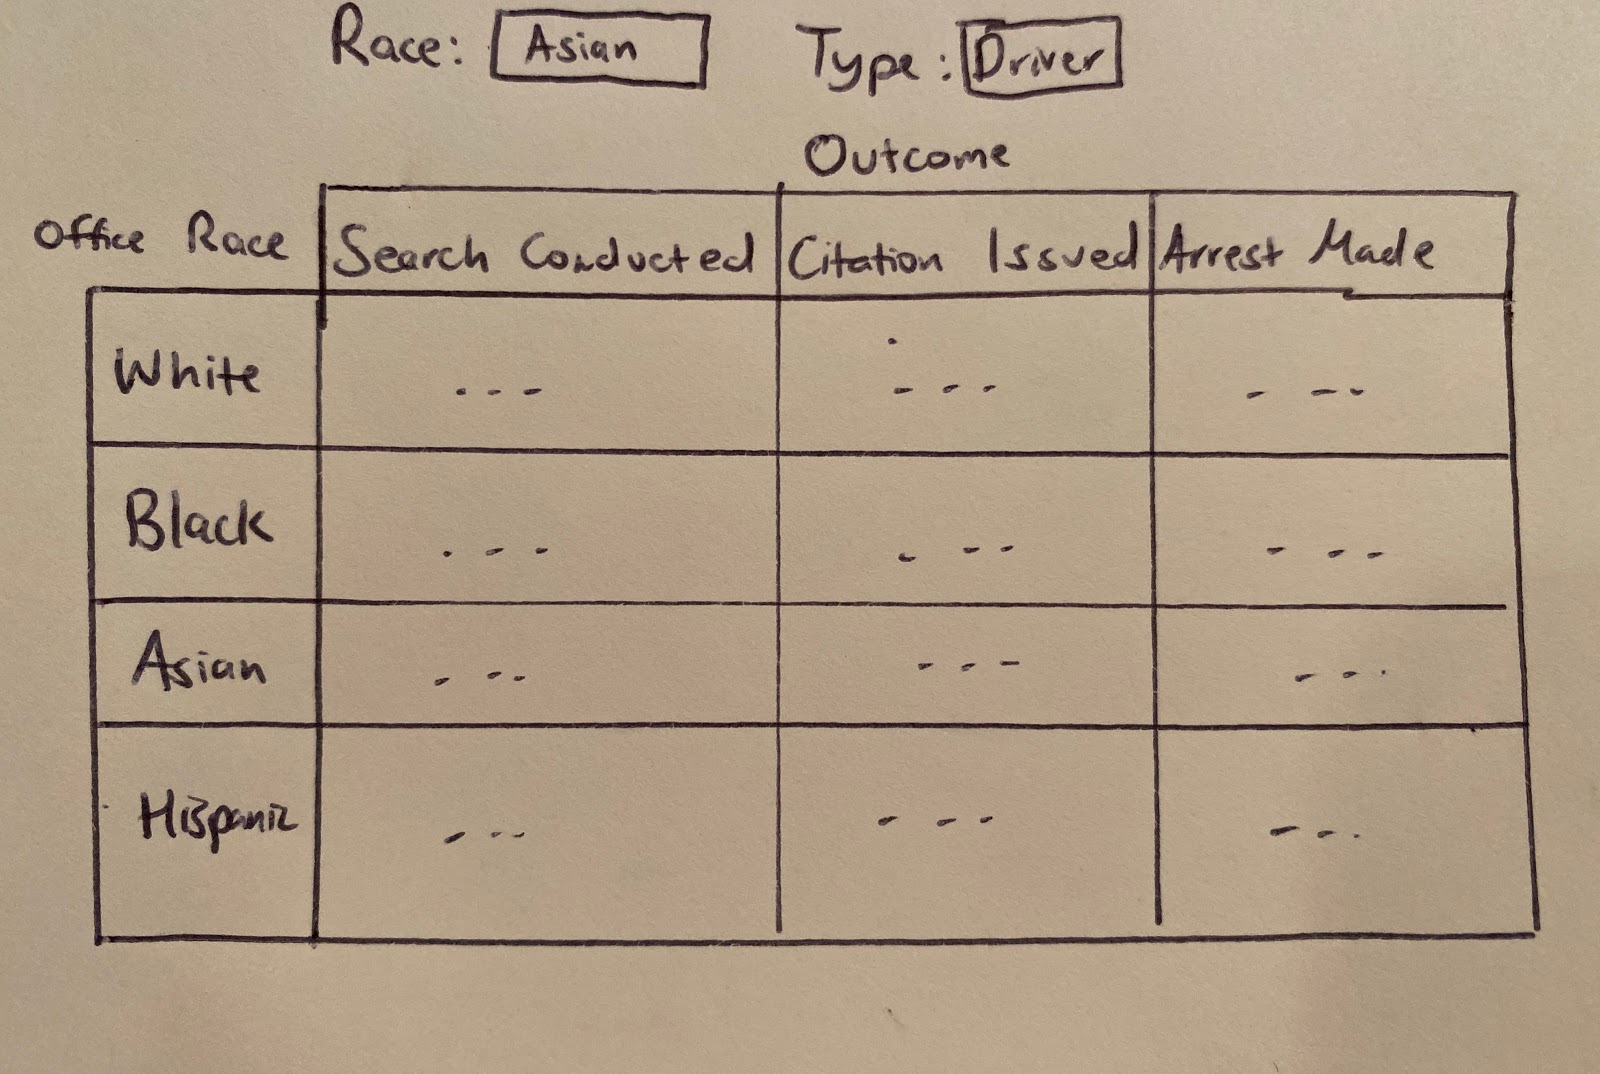 Race: Asian Type: Driver
Outcome
Office Race Search Conducted Citation Issued Arrest Made
White - - - - - - - - -
Black - - - - - - - - -
Asian - - - - - - - - -
Hispanic - - - - - - - - -